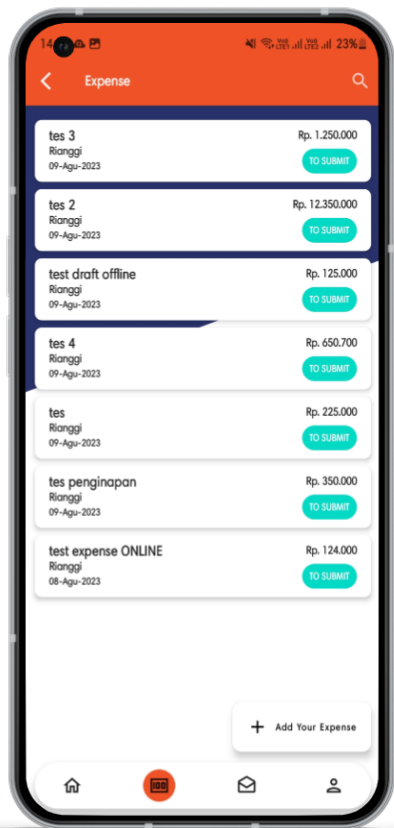 23%
Expense
tes 3
Rp. 1.250.000
Rianggi
TO SUBMIT
09-Agu-2023
tes 2
Rp. 12.350.000
Rianggi
TO SUBMIT
09-Agu-2023
test draft offline
Rp. 125.000
Rianggi
TO SUBMIT
09-Agu-2023
tes 4
Rp. 650.700
Rianggi
TO SUBMIT
09-Agu-2023
tes
Rp. 225.000
Rianggi
TO SUBMIT
09-Agu-2023
tes penginapan
Rp. 350.000
Rianggi
TO SUBMIT
09-Agu-2023
test expense ONLINE
Rp. 124.000
Rianggi
TO SUBMIT
08-Agu-2023
Add Your Expense
100